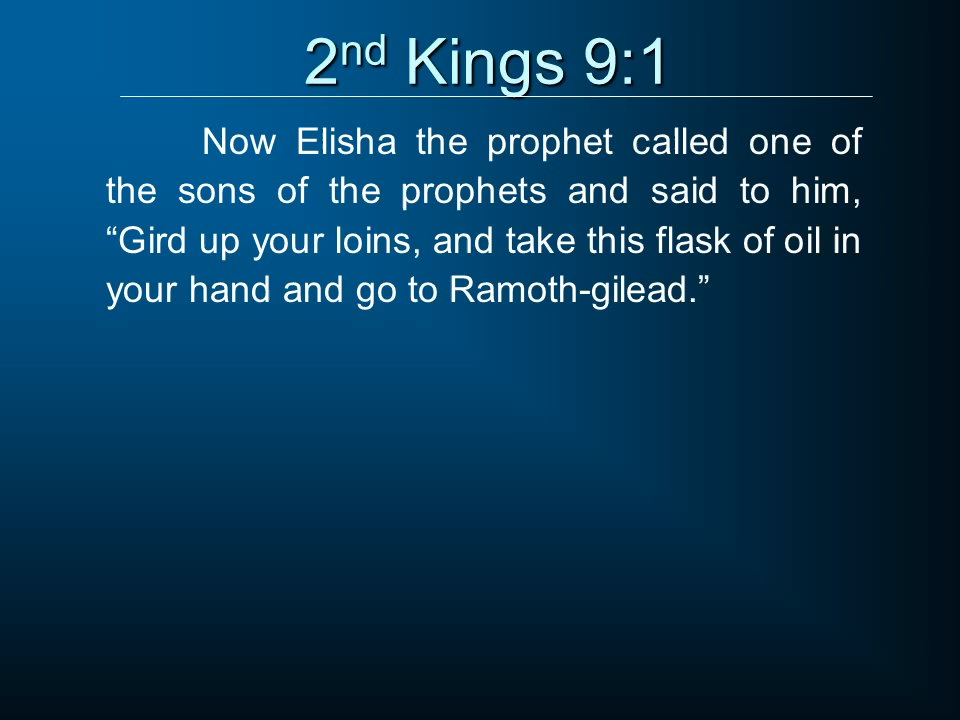 2nd Kings 9:1
Now Elisha the prophet called one of
the sons of the prophets and said to him,
“Gird up your loins, and take this flask of oil in
your hand and go to Ramoth-gilead.”